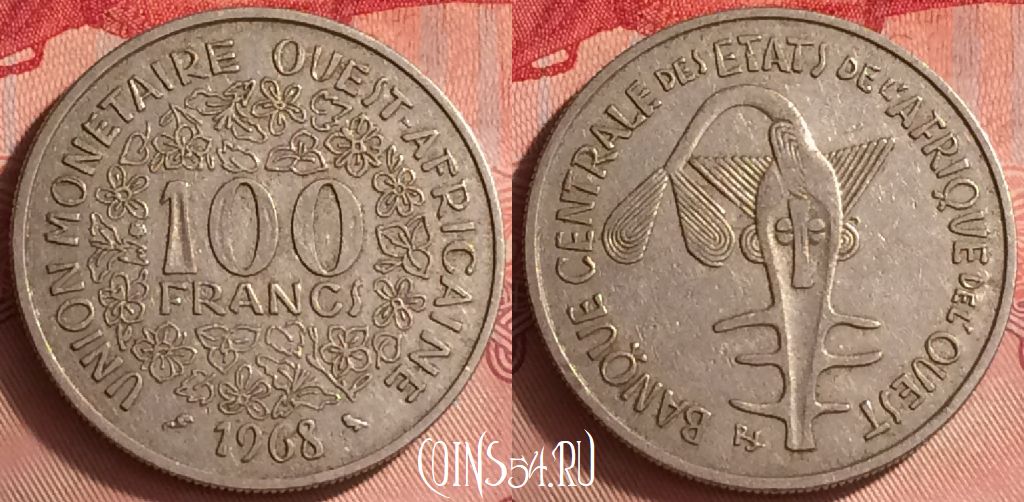 UNION MONETAIRE OUEST-AFRICAINE
100
FRANCS
1968
BANQUE CENTRALE DES ETATS DE L'AFRIQUE DE L'OUEST
COINS54.RU